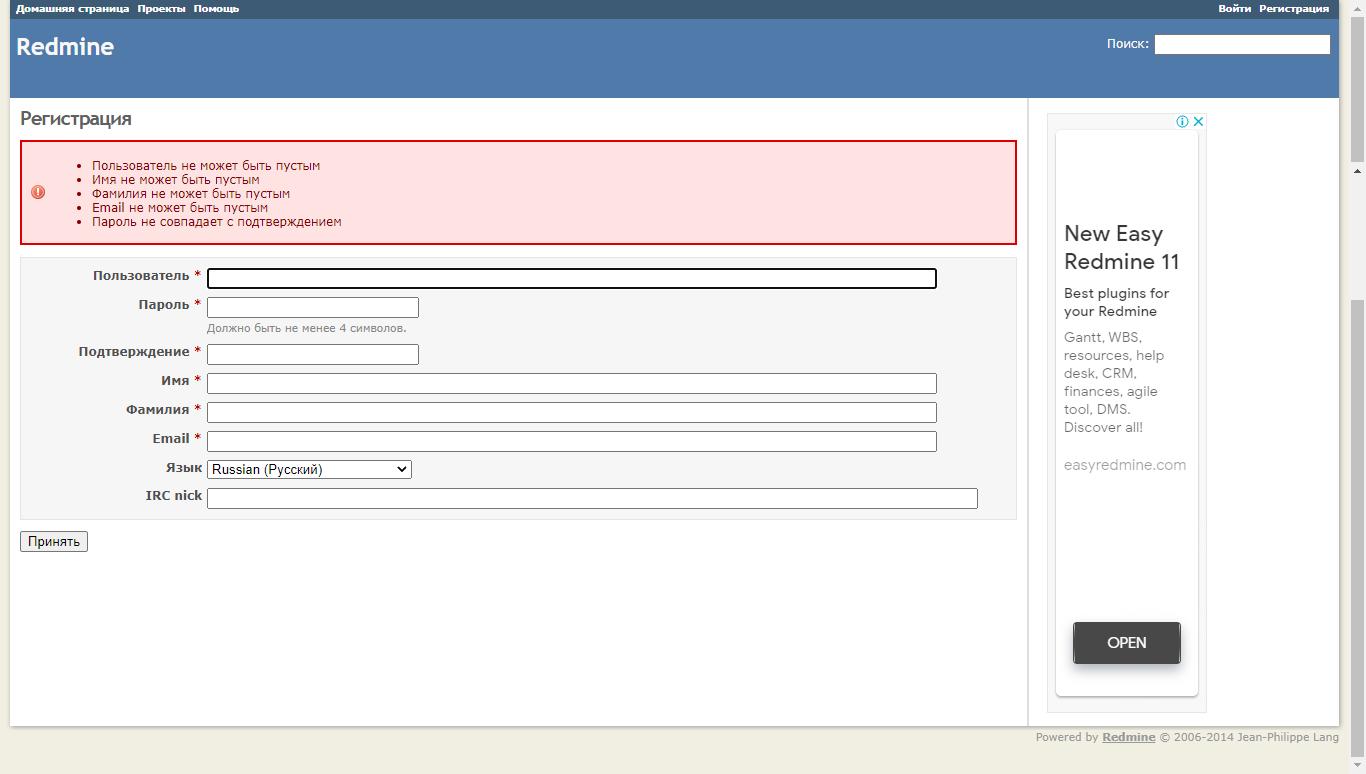 Домашняя страница Проекты Помощь Войти Регистрация
Redmine
Поиск:
Регистрация
Пользователь не может быть пустым
Имя не может быть пустым
Фамилия не может быть пустым
Email не может быть пустым
Пароль не совпадает с подтверждением
Пользователь *
Пароль *
Должно быть не менее 4 символов.
Подтверждение *
Имя *
Фамилия *
Email *
Язык Russian (Русский)
IRC nick
Принять
New Easy
Redmine 11
Best plugins for
your Redmine
Gantt, WBS,
resources, help
desk, CRM,
finances, agile
tool, DMS.
Discover all!
easyredmine.com
OPEN
Powered by Redmine © 2006-2014 Jean-Philippe Lang